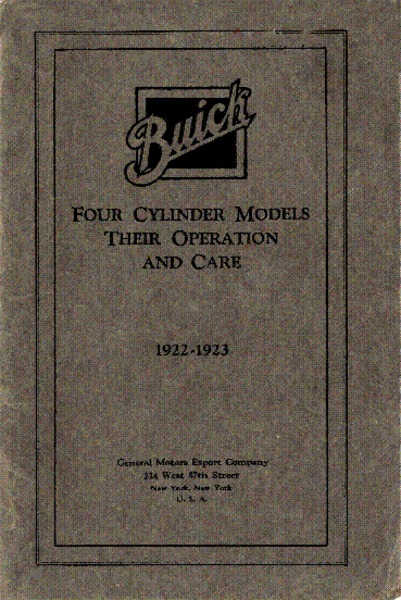 Buick
FOUR CYLINDER MODELS
THEIR OPERATION
AND CARE
1922-1923
General Motors Export Company
224 West 57th Street
New York, New York
U. S. A.